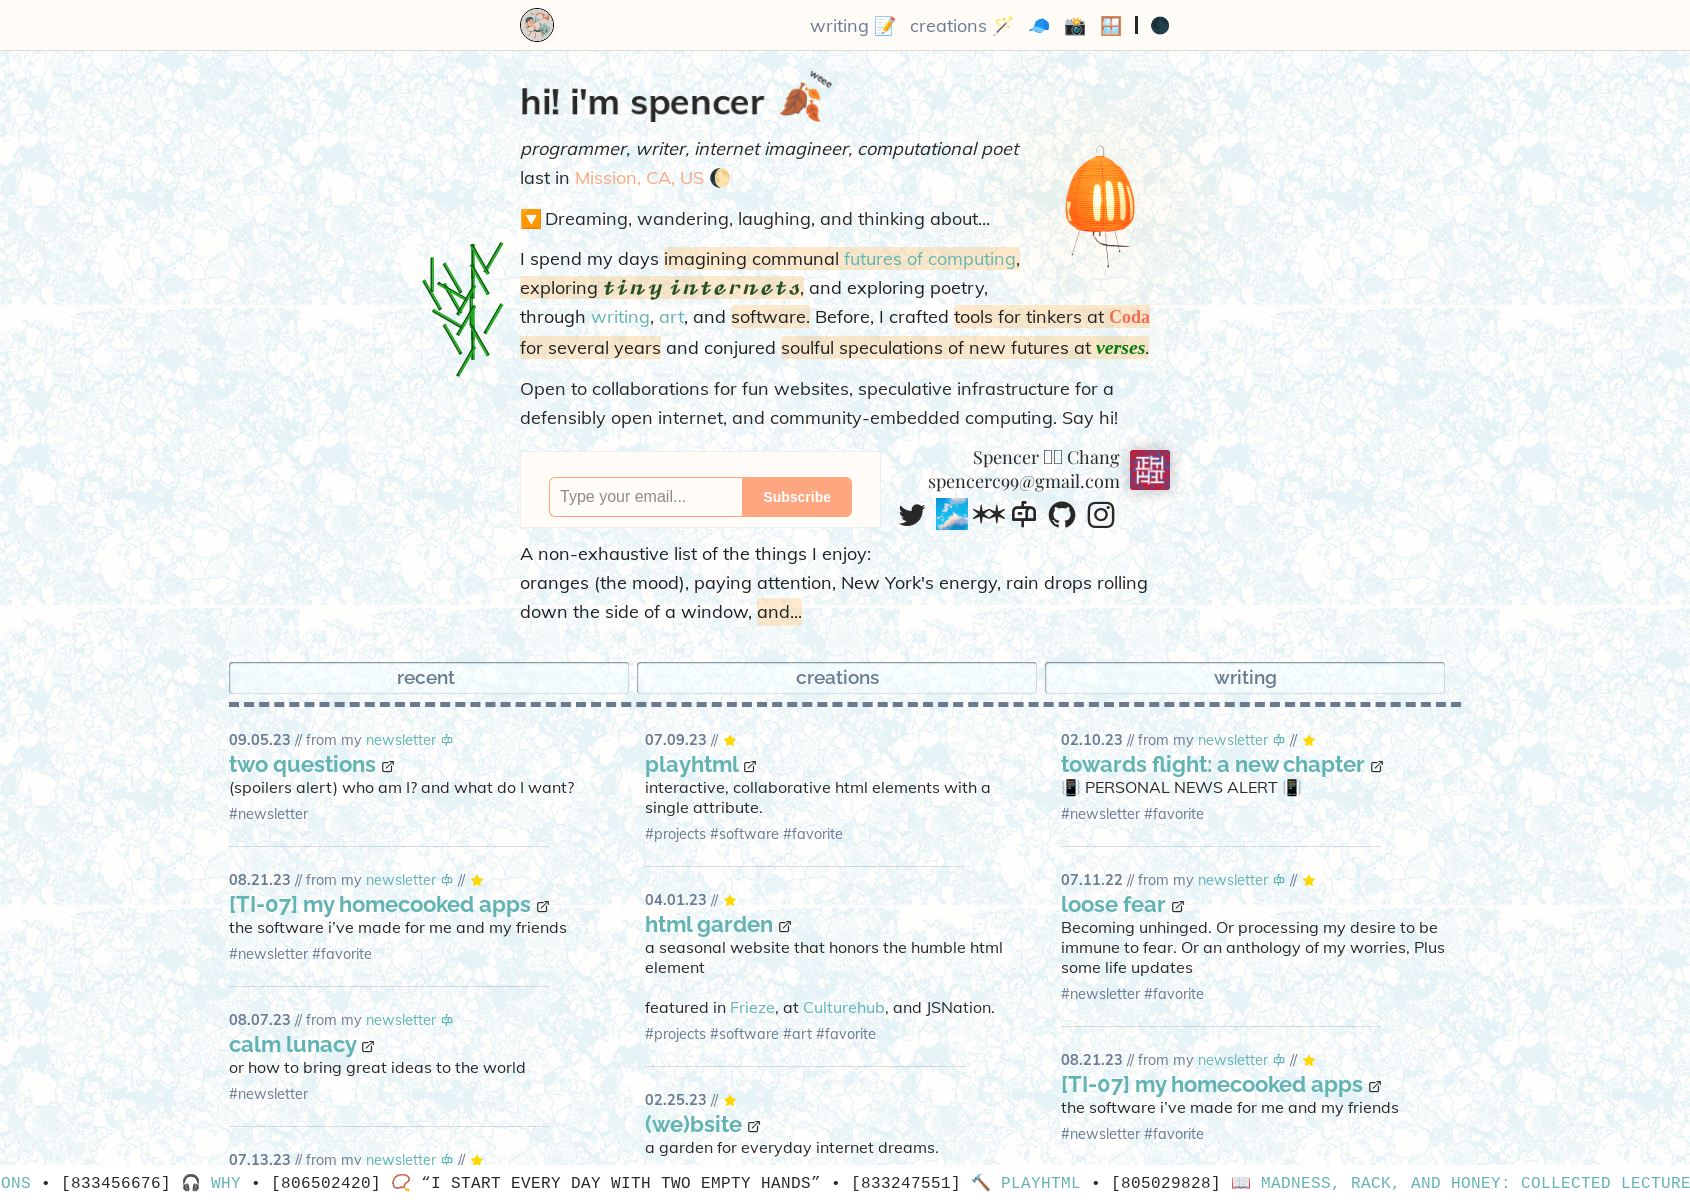 writing 📝 creations 🪄 🧢 📸 🪟 | 🌑
hi! i'm spencer 🍂 weee
programmer, writer, internet imagineer, computational poet
last in Mission, CA, US 🌔
🔽 Dreaming, wandering, laughing, and thinking about...
I spend my days imagining communal futures of computing,
exploring tiny internets, and exploring poetry,
through writing, art, and software. Before, I crafted tools for tinkers at Coda
for several years and conjured soulful speculations of new futures at verses.
Open to collaborations for fun websites, speculative infrastructure for a
defensibly open internet, and community-embedded computing. Say hi!
Type your email...
Subscribe
Spencer Chang
spencerc99@gmail.com
A non-exhaustive list of the things I enjoy:
oranges (the mood), paying attention, New York's energy, rain drops rolling
down the side of a window, and...
recent
creations
writing
09.05.23 // from my newsletter
two questions
(spoilers alert) who am I? and what do I want?
#newsletter
08.21.23 // from my newsletter // ⭐
[TI-07] my homecooked apps
the software i’ve made for me and my friends
#newsletter #favorite
08.07.23 // from my newsletter
calm lunacy
or how to bring great ideas to the world
#newsletter
07.13.23 // from my newsletter // ⭐
07.09.23 // ⭐
playhtml
interactive, collaborative html elements with a
single attribute.
#projects #software #favorite
04.01.23 // ⭐
html garden
a seasonal website that honors the humble html
element
featured in Frieze, at Culturehub, and JSNation.
#projects #software #art #favorite
02.25.23 // ⭐
(we)bsite
a garden for everyday internet dreams.
02.10.23 // from my newsletter // ⭐
towards flight: a new chapter
📳 PERSONAL NEWS ALERT 📳
#newsletter #favorite
07.11.22 // from my newsletter // ⭐
loose fear
Becoming unhinged. Or processing my desire to be
immune to fear. Or an anthology of my worries, Plus
some life updates
#newsletter #favorite
08.21.23 // from my newsletter // ⭐
[TI-07] my homecooked apps
the software i’ve made for me and my friends
#newsletter #favorite
ONS • [833456676] 🎧 WHY • [806502420] 📿 “I START EVERY DAY WITH TWO EMPTY HANDS” • [833247551] 🔨 PLAYHTML • [805029828] 📖 MADNESS, RACK, AND HONEY: COLLECTED LECTURE